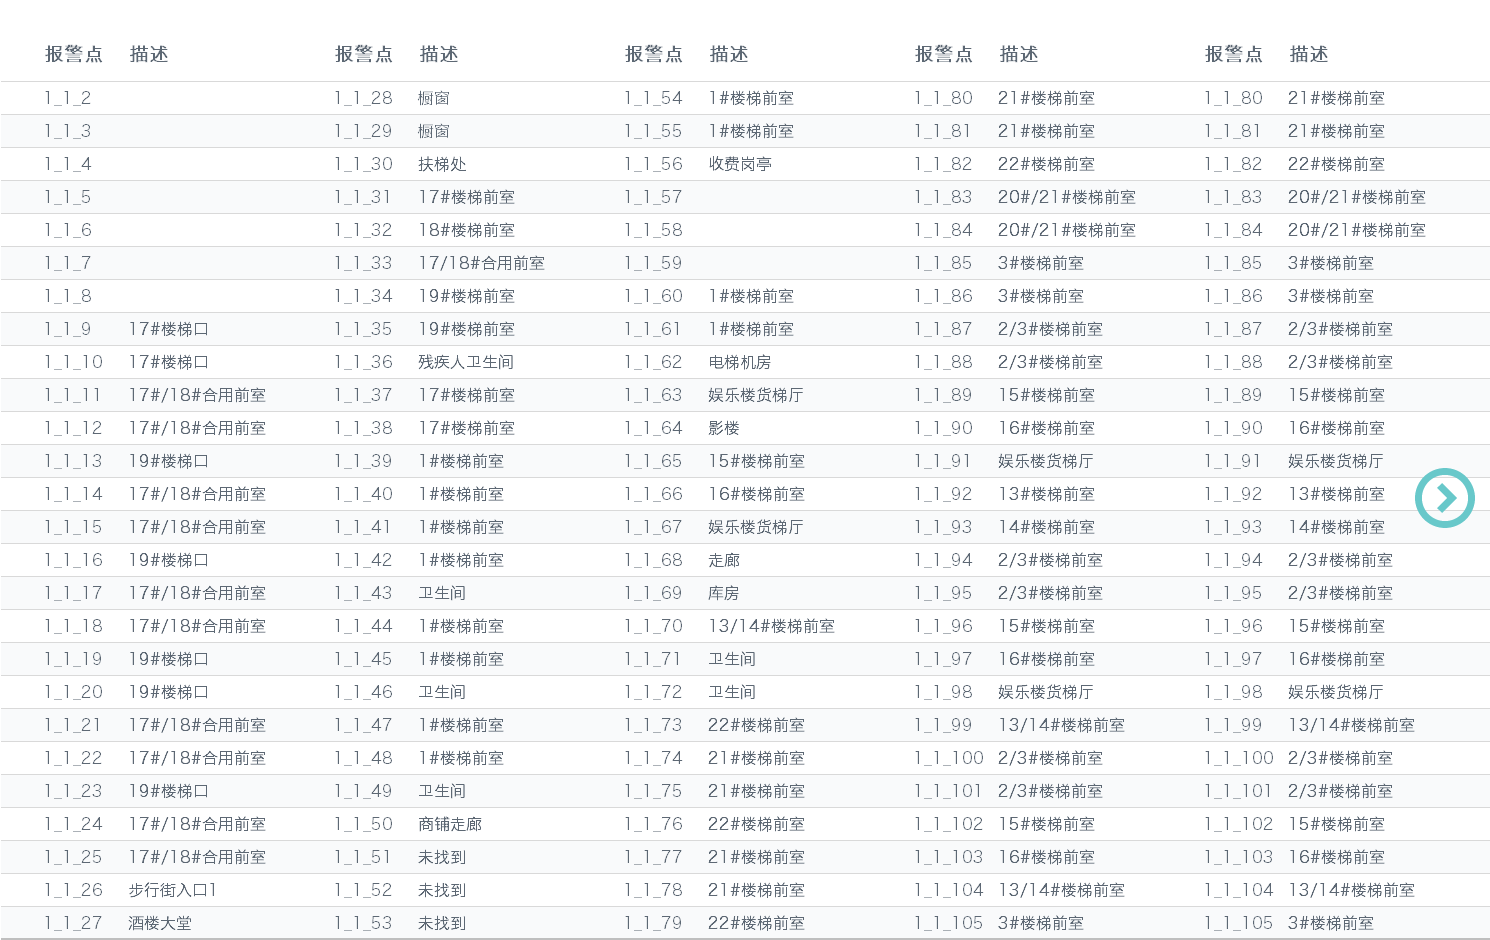 报警点 描述 报警点 描述 报警点 描述 报警点 描述 报警点 描述
1_1_2 1_1_28 橱窗 1_1_54 1#楼梯前室 1_1_80 21#楼梯前室 1_1_80 21#楼梯前室
1_1_3 1_1_29 橱窗 1_1_55 1#楼梯前室 1_1_81 21#楼梯前室 1_1_81 21#楼梯前室
1_1_4 1_1_30 扶梯处 1_1_56 收费岗亭 1_1_82 22#楼梯前室 1_1_82 22#楼梯前室
1_1_5 1_1_31 17#楼梯前室 1_1_57 1_1_83 20#/21#楼梯前室 1_1_83 20#/21#楼梯前室
1_1_6 1_1_32 18#楼梯前室 1_1_58 1_1_84 20#/21#楼梯前室 1_1_84 20#/21#楼梯前室
1_1_7 1_1_33 17/18#合用前室 1_1_59 1_1_85 3#楼梯前室 1_1_85 3#楼梯前室
1_1_8 1_1_34 19#楼梯前室 1_1_60 1#楼梯前室 1_1_86 3#楼梯前室 1_1_86 3#楼梯前室
1_1_9 17#楼梯口 1_1_35 19#楼梯前室 1_1_61 1#楼梯前室 1_1_87 2/3#楼梯前室 1_1_87 2/3#楼梯前室
1_1_10 17#楼梯口 1_1_36 残疾人卫生间 1_1_62 电梯机房 1_1_88 2/3#楼梯前室 1_1_88 2/3#楼梯前室
1_1_11 17#/18#合用前室 1_1_37 17#楼梯前室 1_1_63 娱乐楼货梯厅 1_1_89 15#楼梯前室 1_1_89 15#楼梯前室
1_1_12 17#/18#合用前室 1_1_38 17#楼梯前室 1_1_64 影楼 1_1_90 16#楼梯前室 1_1_90 16#楼梯前室
1_1_13 19#楼梯口 1_1_39 1#楼梯前室 1_1_65 15#楼梯前室 1_1_91 娱乐楼货梯厅 1_1_91 娱乐楼货梯厅
1_1_14 17#/18#合用前室 1_1_40 1#楼梯前室 1_1_66 16#楼梯前室 1_1_92 13#楼梯前室 1_1_92 13#楼梯前室
1_1_15 17#/18#合用前室 1_1_41 1#楼梯前室 1_1_67 娱乐楼货梯厅 1_1_93 14#楼梯前室 1_1_93 14#楼梯前室
1_1_16 19#楼梯口 1_1_42 1#楼梯前室 1_1_68 走廊 1_1_94 2/3#楼梯前室 1_1_94 2/3#楼梯前室
1_1_17 17#/18#合用前室 1_1_43 卫生间 1_1_69 库房 1_1_95 2/3#楼梯前室 1_1_95 2/3#楼梯前室
1_1_18 17#/18#合用前室 1_1_44 1#楼梯前室 1_1_70 13/14#楼梯前室 1_1_96 15#楼梯前室 1_1_96 15#楼梯前室
1_1_19 19#楼梯口 1_1_45 1#楼梯前室 1_1_71 卫生间 1_1_97 16#楼梯前室 1_1_97 16#楼梯前室
1_1_20 19#楼梯口 1_1_46 卫生间 1_1_72 卫生间 1_1_98 娱乐楼货梯厅 1_1_98 娱乐楼货梯厅
1_1_21 17#/18#合用前室 1_1_47 1#楼梯前室 1_1_73 22#楼梯前室 1_1_99 13/14#楼梯前室 1_1_99 13/14#楼梯前室
1_1_22 17#/18#合用前室 1_1_48 1#楼梯前室 1_1_74 21#楼梯前室 1_1_100 2/3#楼梯前室 1_1_100 2/3#楼梯前室
1_1_23 19#楼梯口 1_1_49 卫生间 1_1_75 21#楼梯前室 1_1_101 2/3#楼梯前室 1_1_101 2/3#楼梯前室
1_1_24 17#/18#合用前室 1_1_50 商铺走廊 1_1_76 22#楼梯前室 1_1_102 15#楼梯前室 1_1_102 15#楼梯前室
1_1_25 17#/18#合用前室 1_1_51 未找到 1_1_77 21#楼梯前室 1_1_103 16#楼梯前室 1_1_103 16#楼梯前室
1_1_26 步行街入口1 1_1_52 未找到 1_1_78 21#楼梯前室 1_1_104 13/14#楼梯前室 1_1_104 13/14#楼梯前室
1_1_27 酒楼大堂 1_1_53 未找到 1_1_79 22#楼梯前室 1_1_105 3#楼梯前室 1_1_105 3#楼梯前室